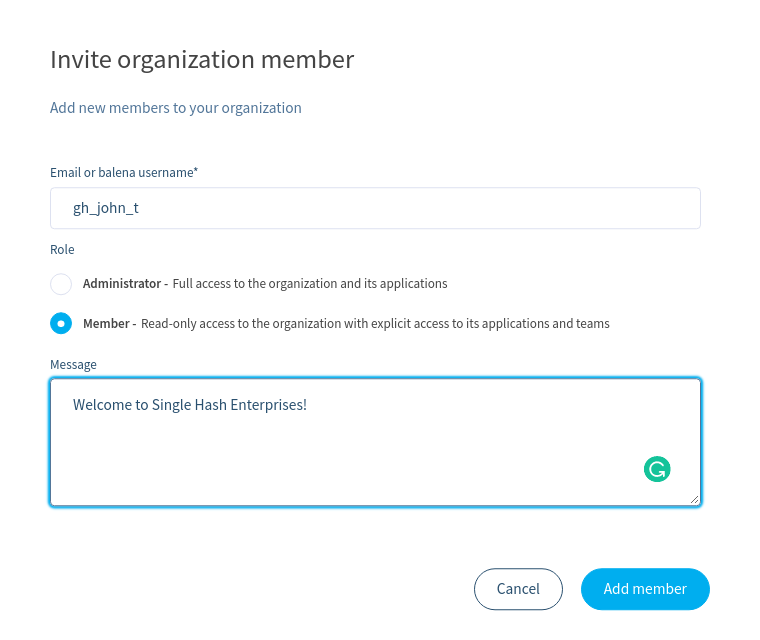 Invite organization member
Add new members to your organization
Email or balena username*
gh_john_t
Role
Administrator - Full access to the organization and its applications
Member - Read-only access to the organization with explicit access to its applications and teams
Message
Welcome to Single Hash Enterprises!
Cancel Add member